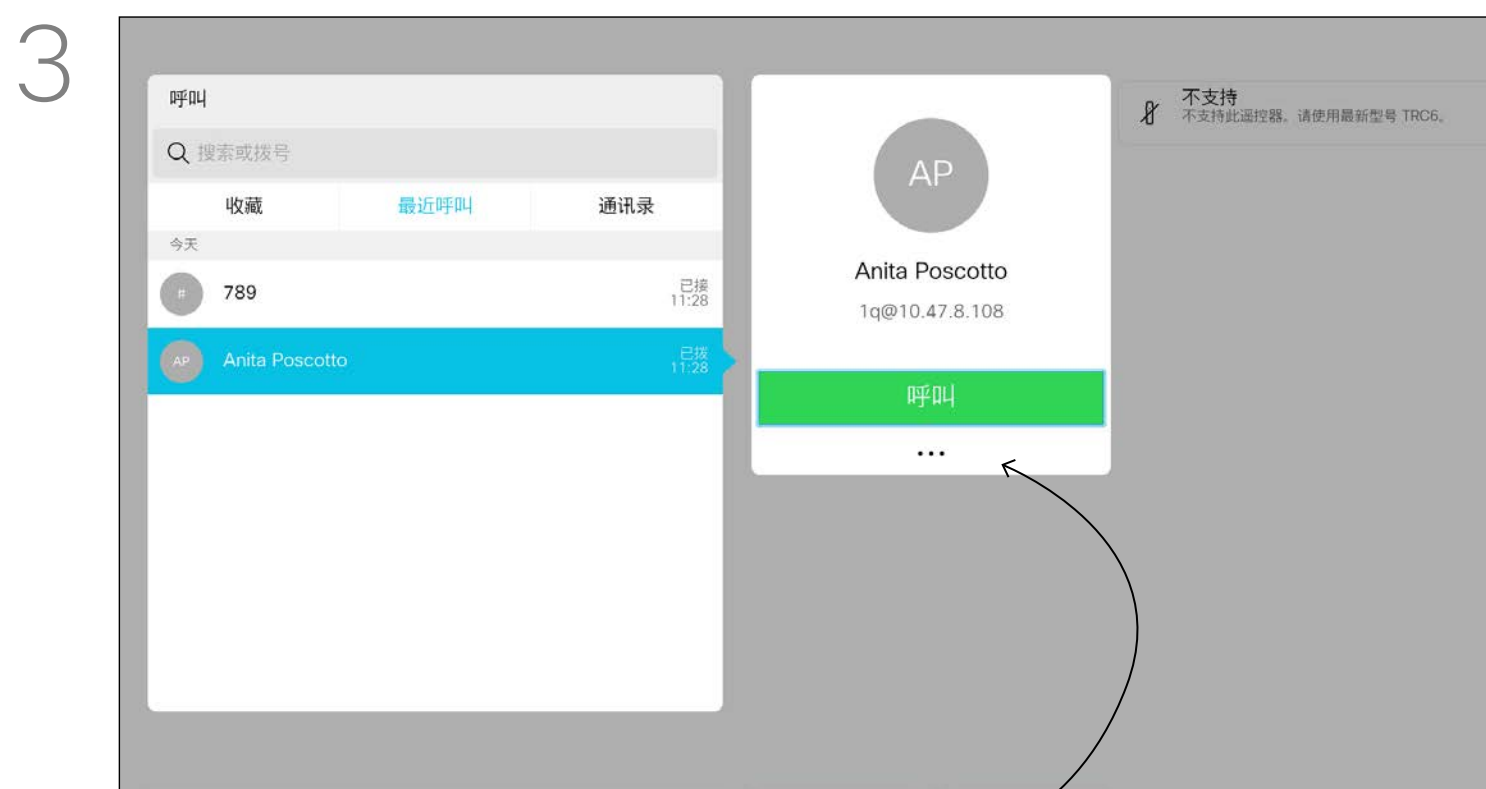 3
呼叫
搜索或拨号
收藏 最近呼叫 通讯录
今天
# 789 已接
11:28
AP Anita Poscotto 已拨
11:28
AP
Anita Poscotto
1q@10.47.8.108
呼叫
...
不支持
不支持此遥控器。请使用最新型号 TRC6。